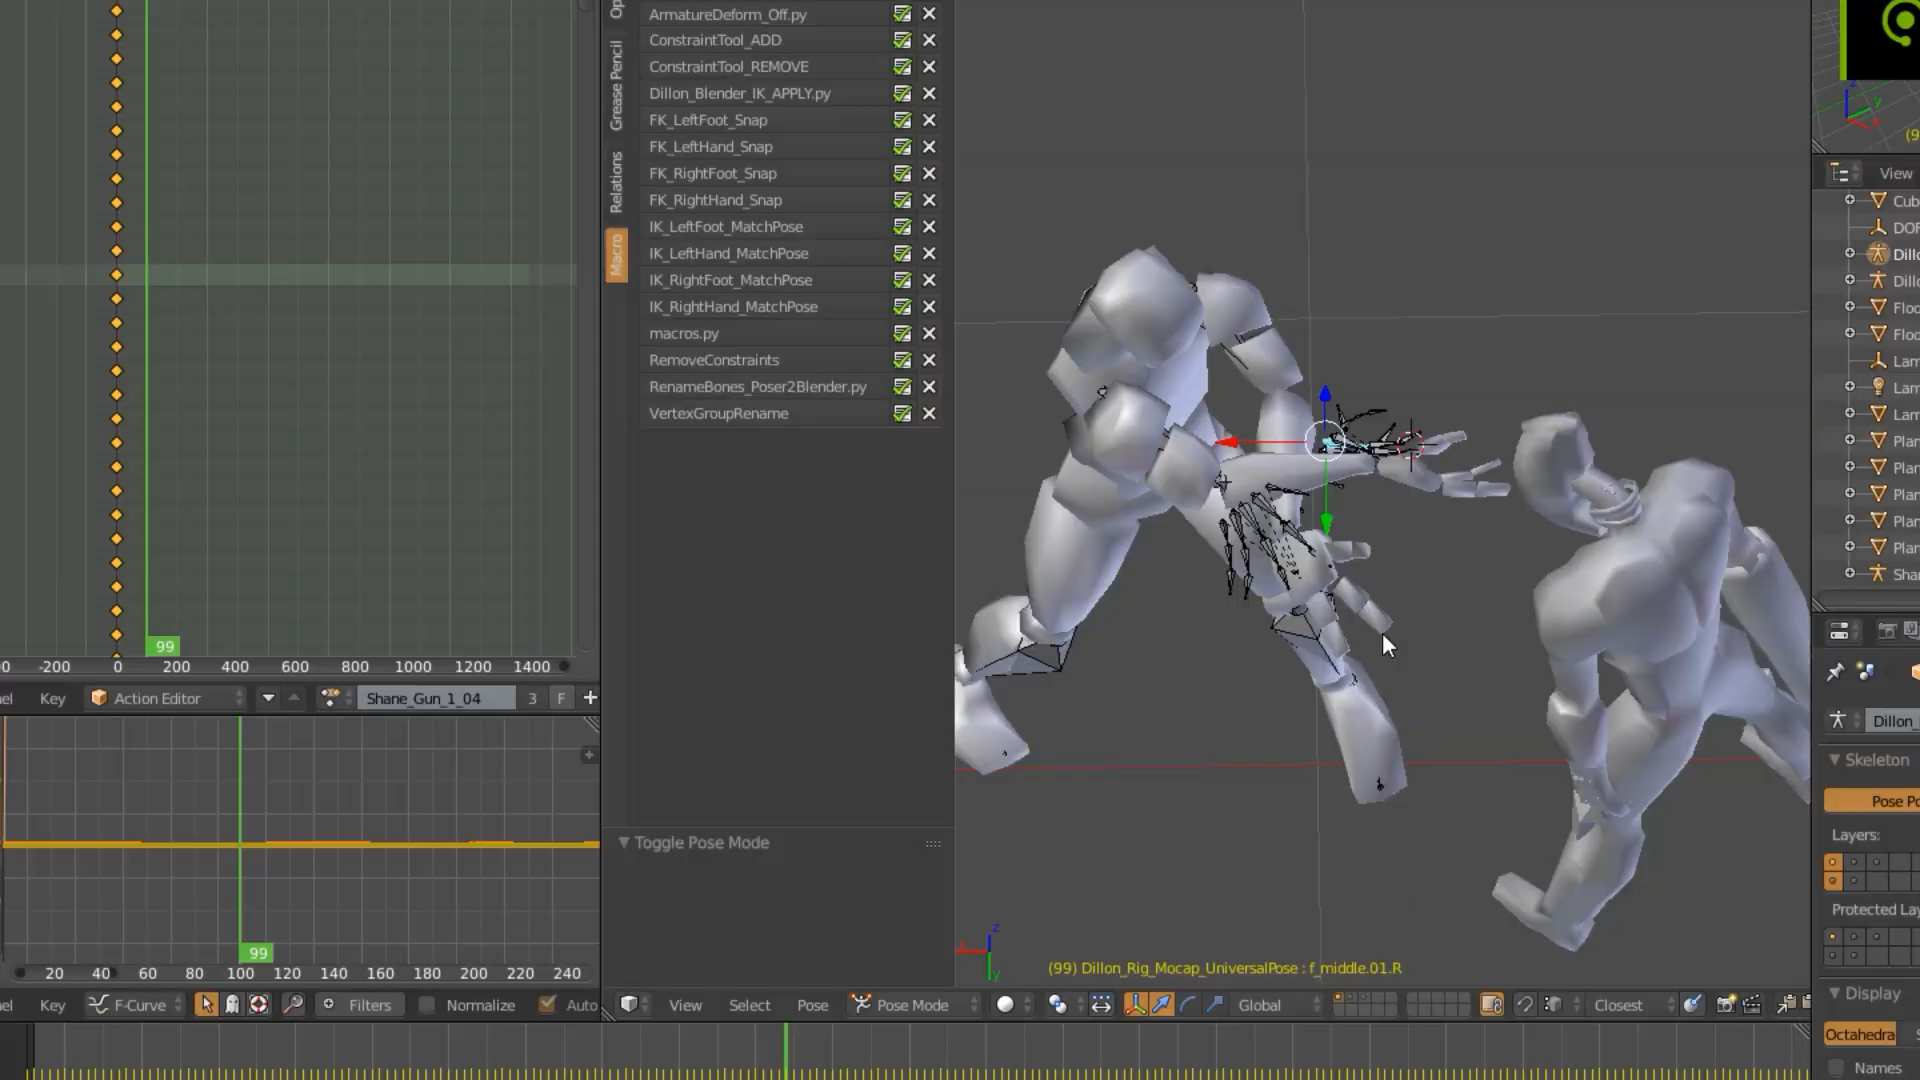 Op
Grease Pencil
Relations
Macro
ArmatureDeform_Off.py
ConstraintTool_ADD
ConstraintTool_REMOVE
Dillon_Blender_IK_APPLY.py
FK_LeftFoot_Snap
FK_LeftHand_Snap
FK_RightFoot_Snap
FK_RightHand_Snap
IK_LeftFoot_MatchPose
IK_LeftHand_MatchPose
IK_RightFoot_MatchPose
IK_RightHand_MatchPose
macros.py
RemoveConstraints
RenameBones_Poser2Blender.py
VertexGroupRename
Toggle Pose Mode
99
-200 0 200 400 600 800 1000 1200 1400
Key Action Editor Shane_Gun_1_04 3 F
99
20 40 60 80 100 120 140 160 180 200 220 240
Key F-Curve Filters Normalize Auto
(99) Dillon_Rig_Mocap_UniversalPose : f_middle.01.R
x z y
View Select Pose Pose Mode Global Closest
z y x
(9
View
Cub
DOF
Dillo
Dillo
Floo
Floo
Lam
Lam
Lam
Plan
Plan
Plan
Plan
Plan
Sha
Dillon_
Skeleton
Pose Po
Layers:
Protected Lay
Display
Octahedra
Names